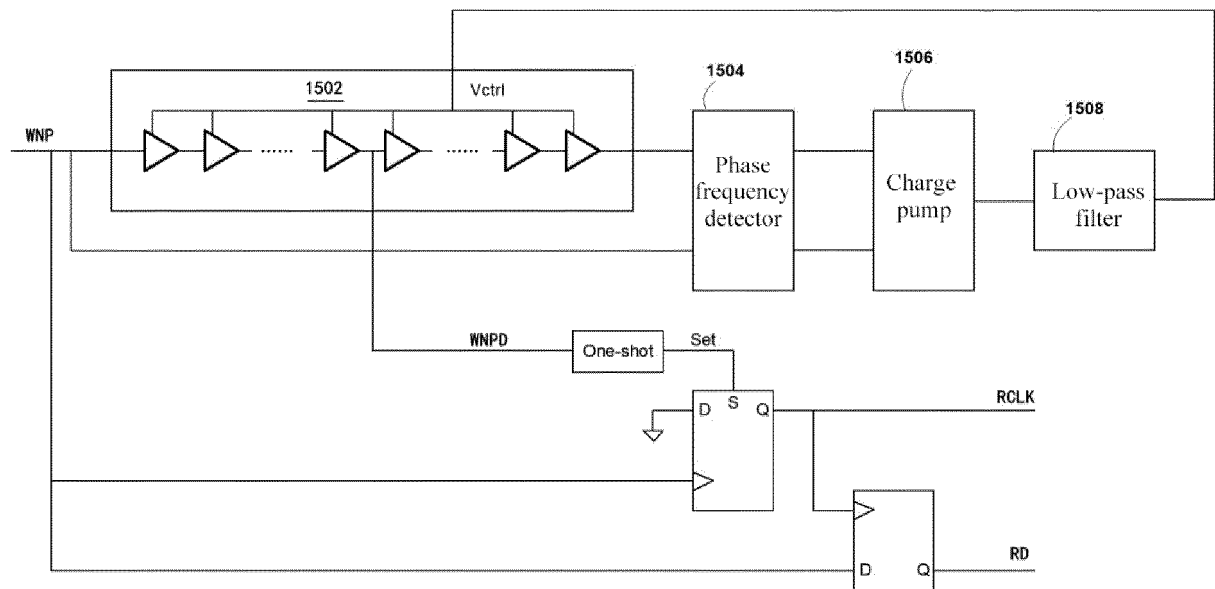 1502
Vctrl
WNP
......
......
1504
Phase
frequency
detector
1506
Charge
pump
1508
Low-pass
filter
WNPD
One-shot
Set
D
S
Q
RCLK
D
Q
RD